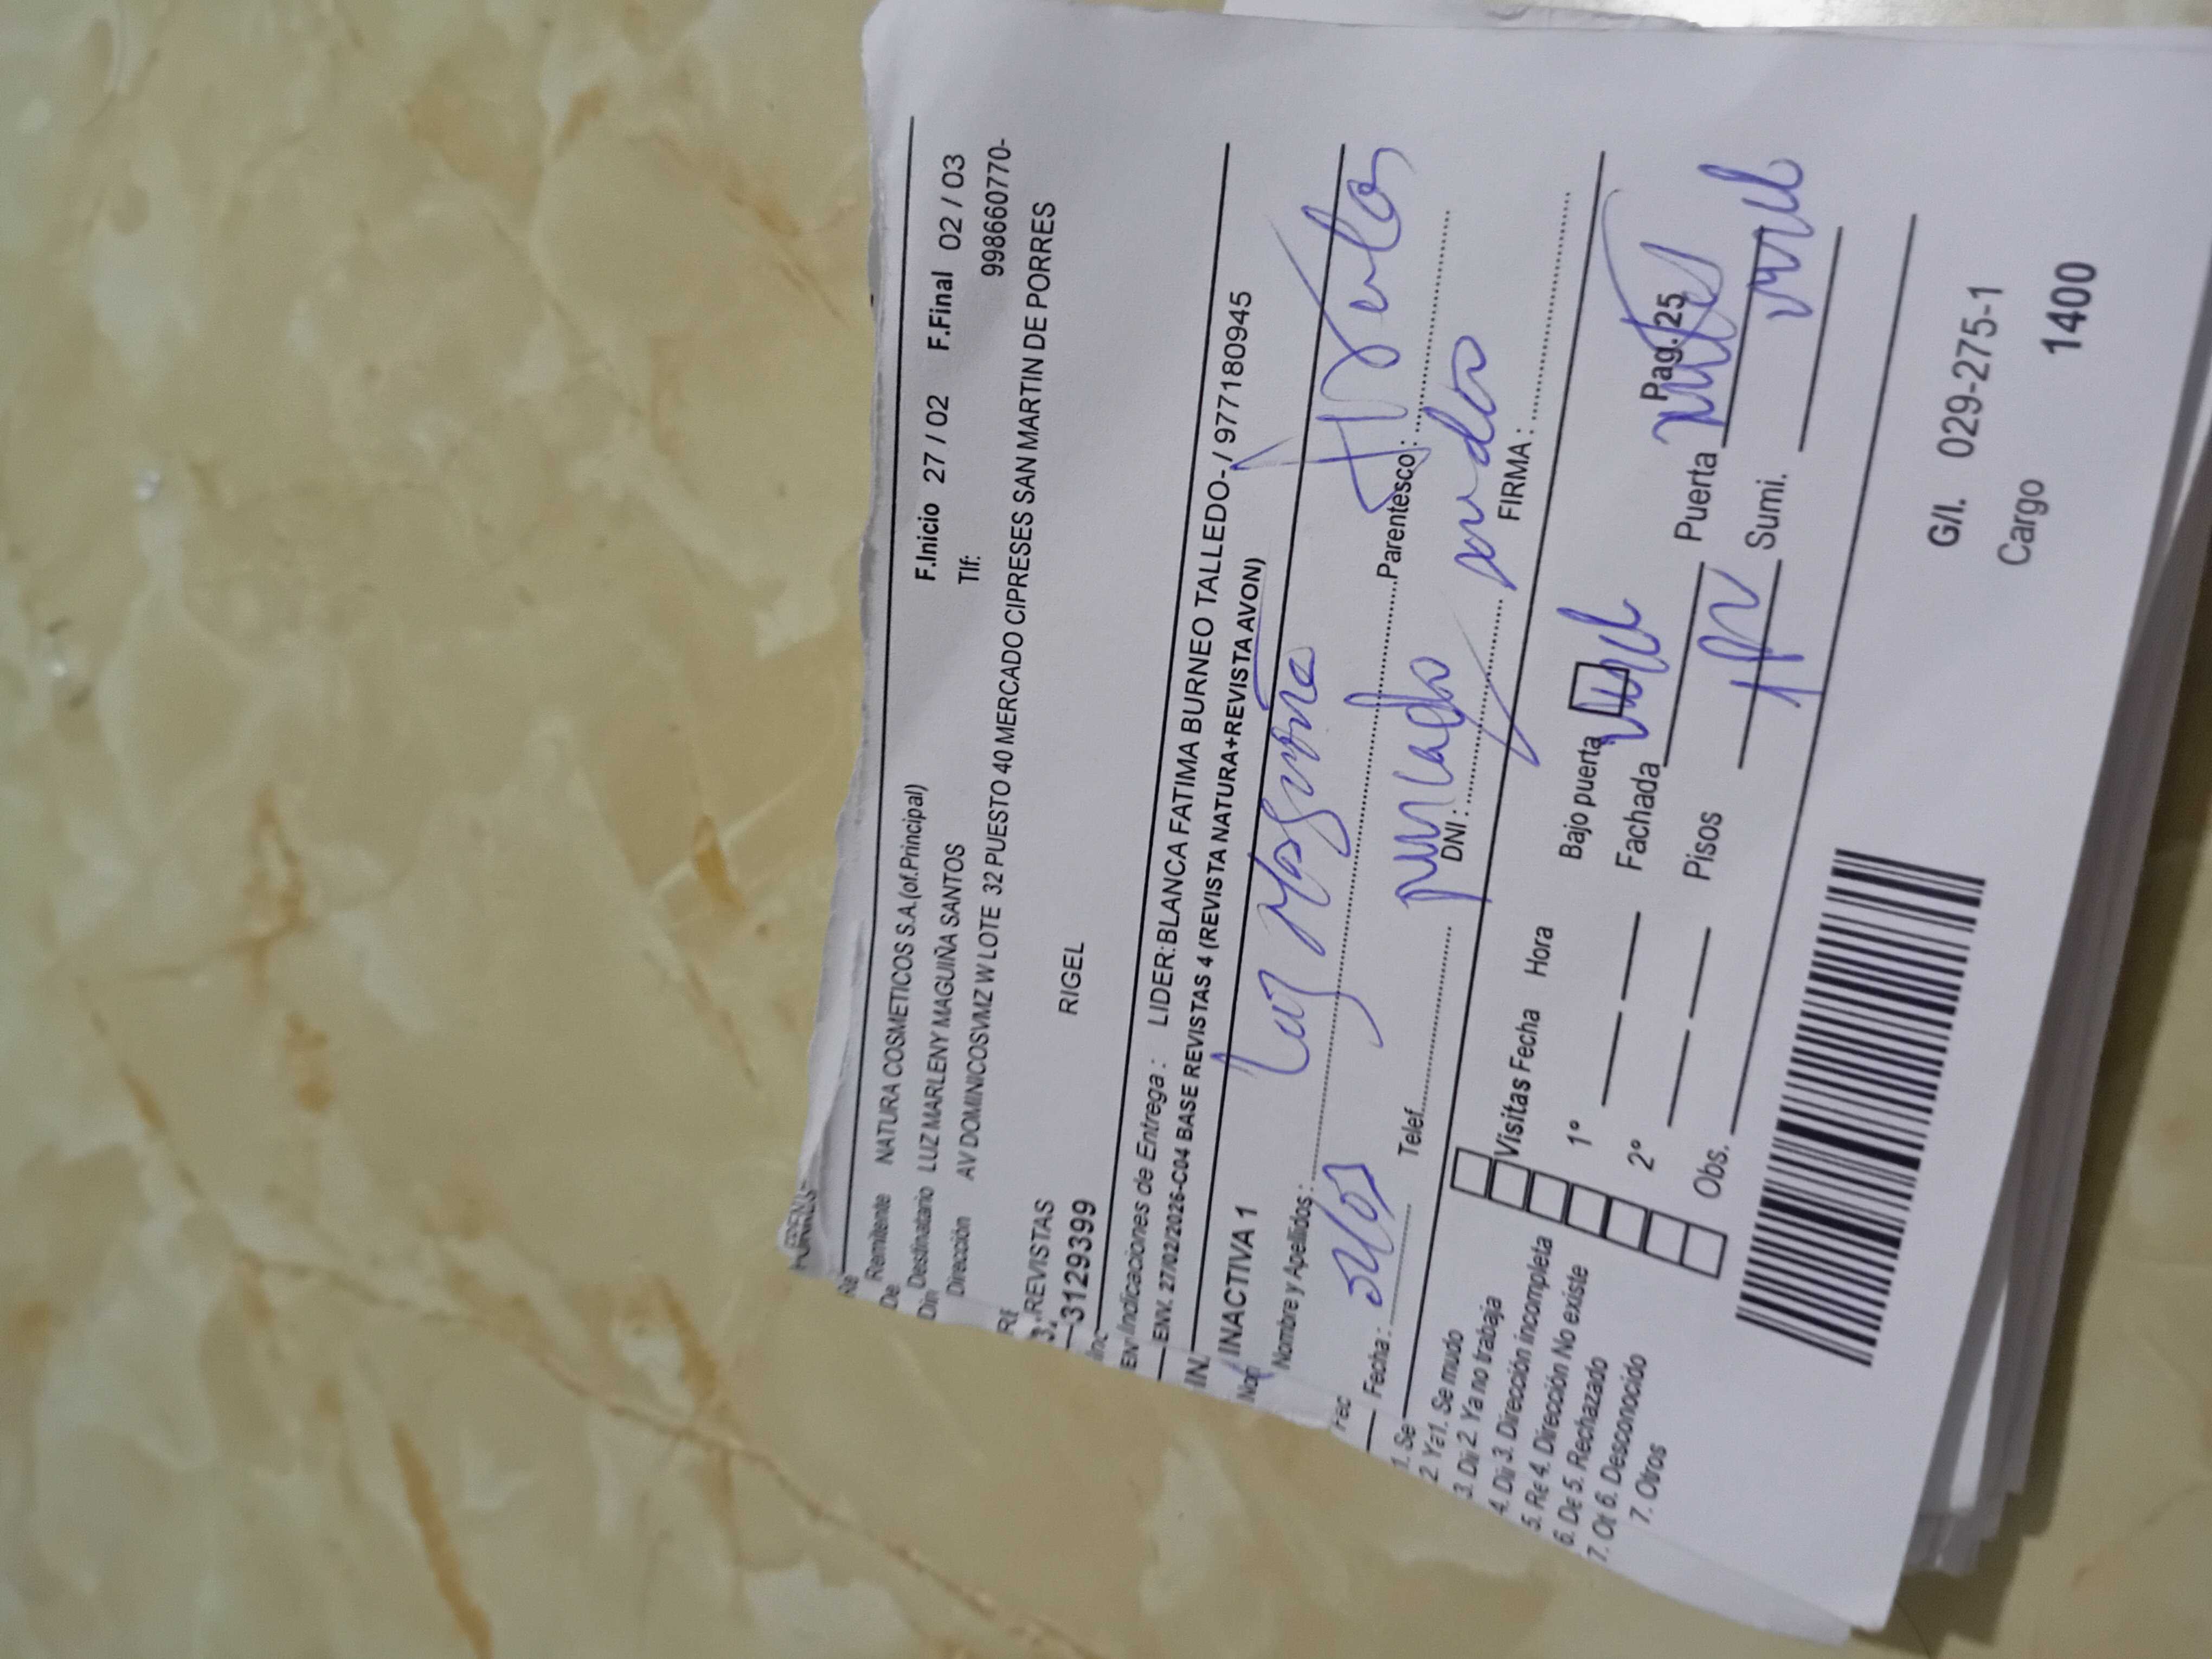 Remitente NATURA COSMETICOS S.A.(of.Principal) F.Inicio 27 / 02 F.Final 02 / 03
Destinatario LUZ MARLENY MAGUIÑA SANTOS Tlf: 998660770-
Dirección AV DOMINICOSVMZ W LOTE 32 PUESTO 40 MERCADO CIPRESES SAN MARTIN DE PORRES
REVISTAS
31293399 RIGEL
Indicaciones de Entrega : LIDER:BLANCA FATIMA BURNEO TALLEDO- / 977180945
ENV. 27/02/2026-C04 BASE REVISTAS 4 (REVISTA NATURA+REVISTA AVON)
INACTIVA 1
Nombre y Apellidos : Luz Maguiña Parentesco :
Fecha : Telef. DNI : FIRMA :
1. Se mudo
2. Ya no trabaja
3. Dirección incompleta
4. Dirección No existe
5. Rechazado
6. Desconocido
7. Otros
Visitas Fecha Hora Bajo puerta Pag. 25
1° Fachada Puerta
2° Pisos Sumi.
Obs.
G/I. 029-275-1
Cargo 1400